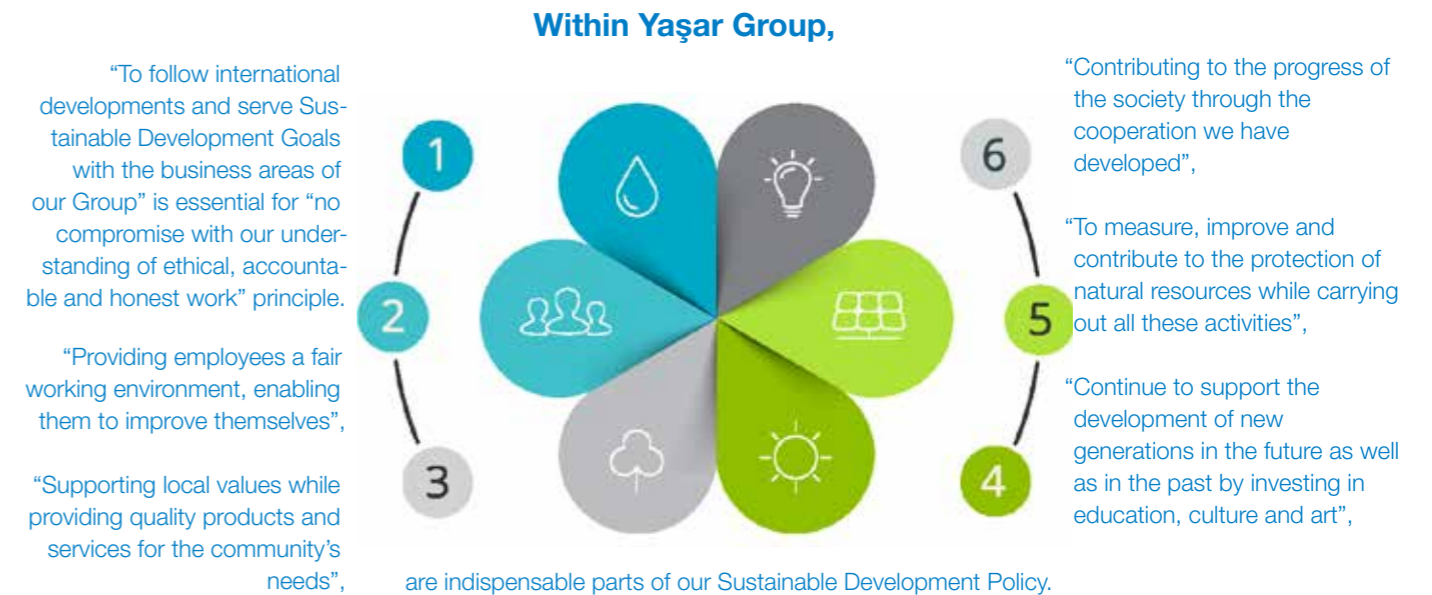 Within Yaşar Group,
“To follow international
developments and serve Sus-
tainable Development Goals
with the business areas of
our Group” is essential for “no
compromise with our under-
standing of ethical, accounta-
ble and honest work” principle.
“Providing employees a fair
working environment, enabling
them to improve themselves”,
“Supporting local values while
providing quality products and
services for the community’s
needs”,
1
2
3
6
5
4
“Contributing to the progress of
the society through the
cooperation we have
developed”,
“To measure, improve and
contribute to the protection of
natural resources while carrying
out all these activities”,
“Continue to support the
development of new
generations in the future as well
as in the past by investing in
education, culture and art”,
are indispensable parts of our Sustainable Development Policy.